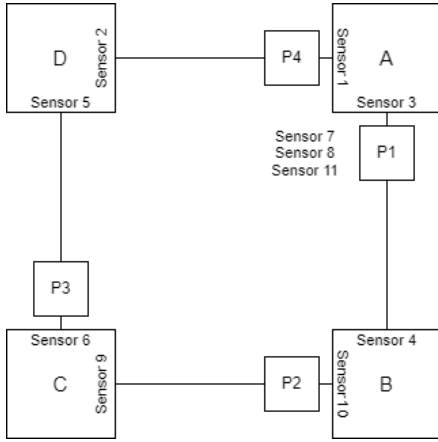 D
Sensor 2
Sensor 5
P4
Sensor 1
A
Sensor 3
Sensor 7
Sensor 8
Sensor 11
P1
P3
Sensor 6
C
Sensor 9
P2
Sensor 10
Sensor 4
B